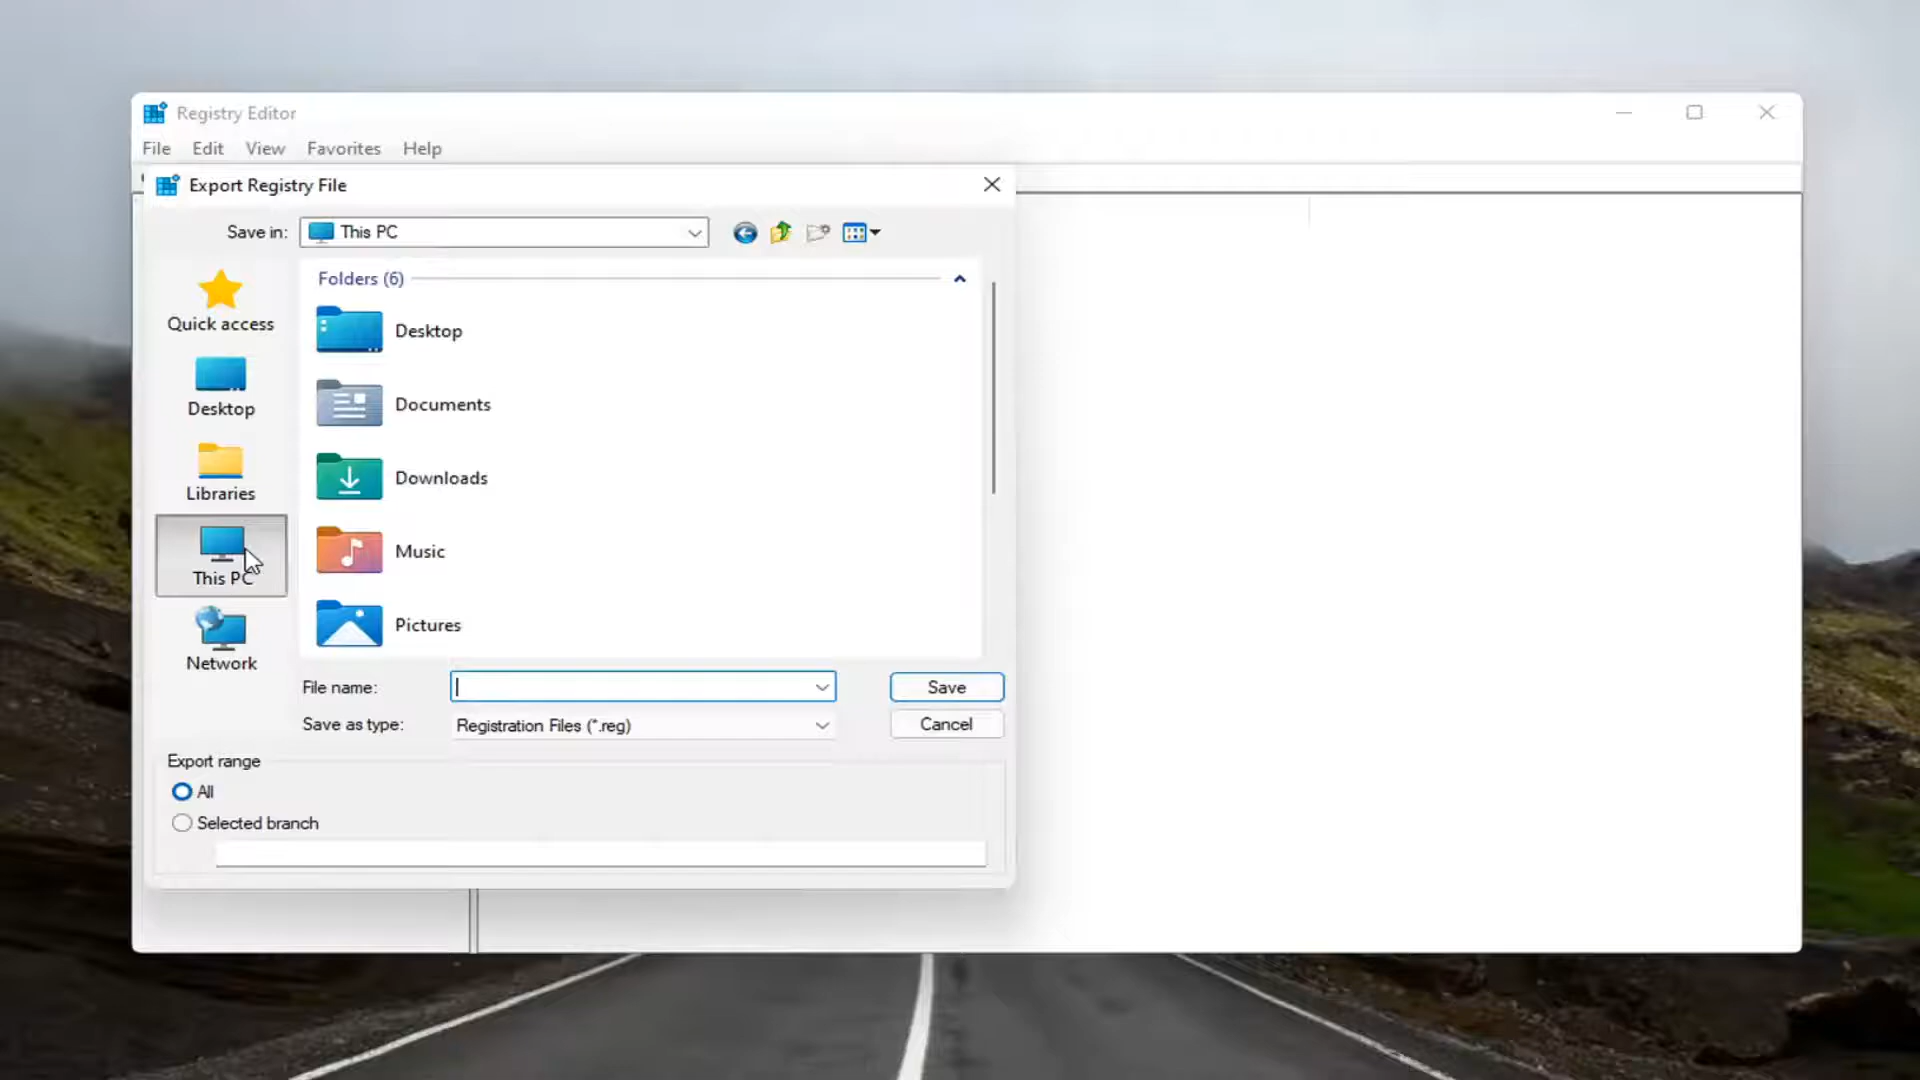 Registry Editor
File Edit View Favorites Help
Export Registry File
Save in: This PC
Quick access
Desktop
Libraries
This PC
Network
Folders (6)
Desktop
Documents
Downloads
Music
Pictures
File name: Save
Save as type: Registration Files (*.reg) Cancel
Export range
All
Selected branch